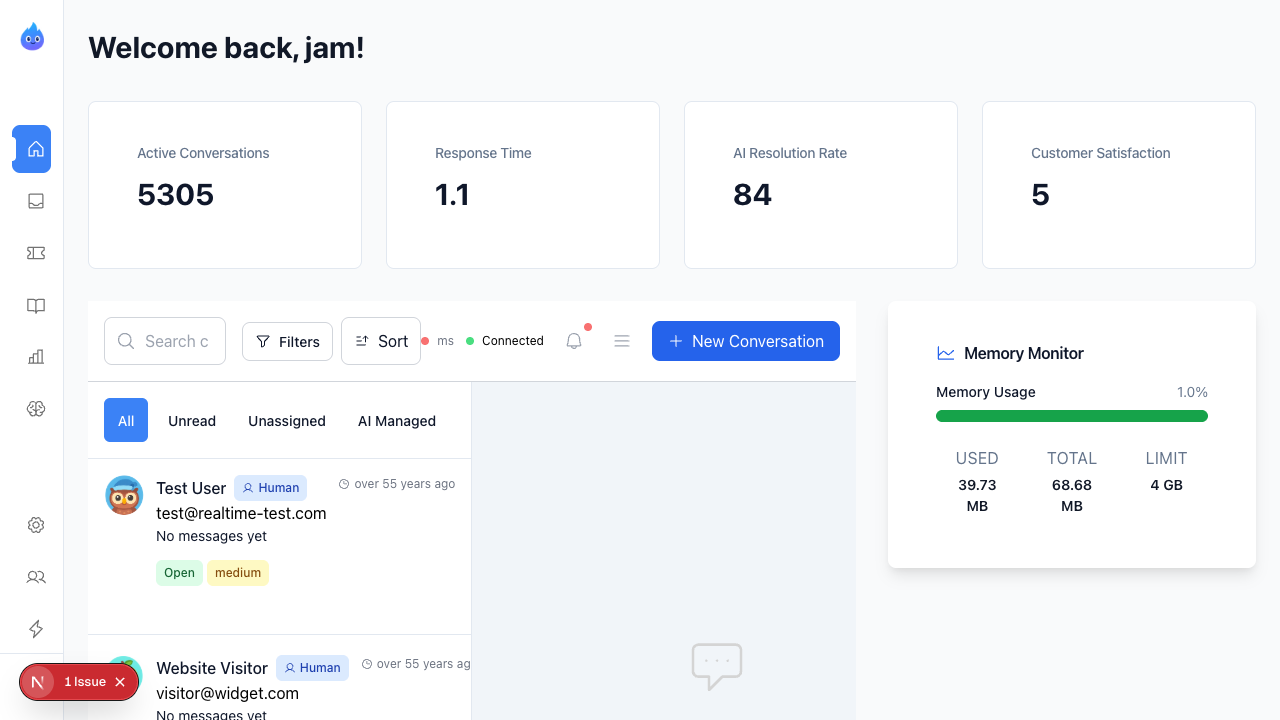 Welcome back, jam!
Active Conversations
5305
Response Time
1.1
AI Resolution Rate
84
Customer Satisfaction
5
Search c
Filters
Sort
ms
Connected
New Conversation
All
Unread
Unassigned
AI Managed
Test User
Human
over 55 years ago
test@realtime-test.com
No messages yet
Open
medium
Website Visitor
Human
over 55 years ag
visitor@widget.com
No messages yet
Memory Monitor
Memory Usage
1.0%
USED
TOTAL
LIMIT
39.73
MB
68.68
MB
4 GB
N
1 Issue